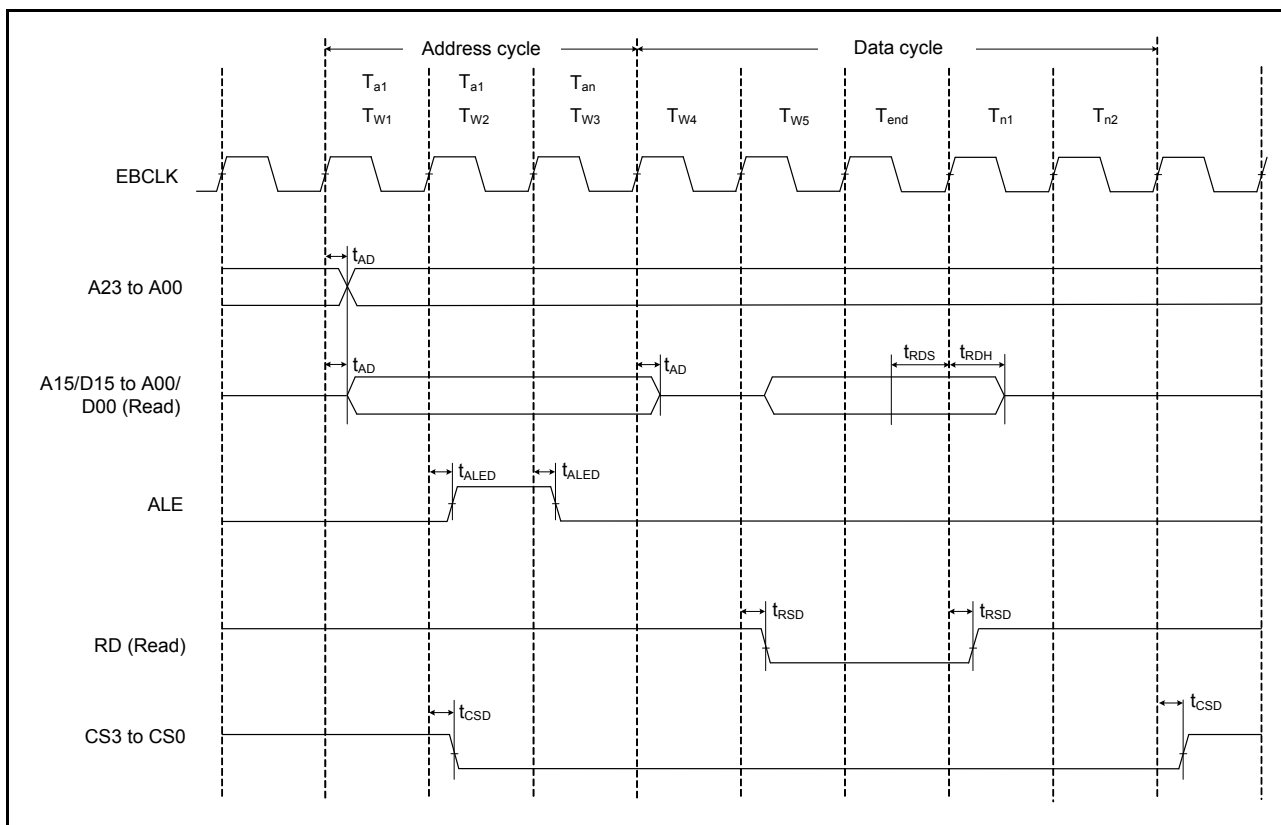 Address cycle Data cycle
Ta1 Ta1 Tan
TW1 TW2 TW3 TW4 TW5 Tend Tn1 Tn2
EBCLK
tAD
A23 to A00
tAD tAD tRDS tRDH
A15/D15 to A00/
D00 (Read)
tALED tALED
ALE
tRSD tRSD
RD (Read)
tCSD tCSD
CS3 to CS0